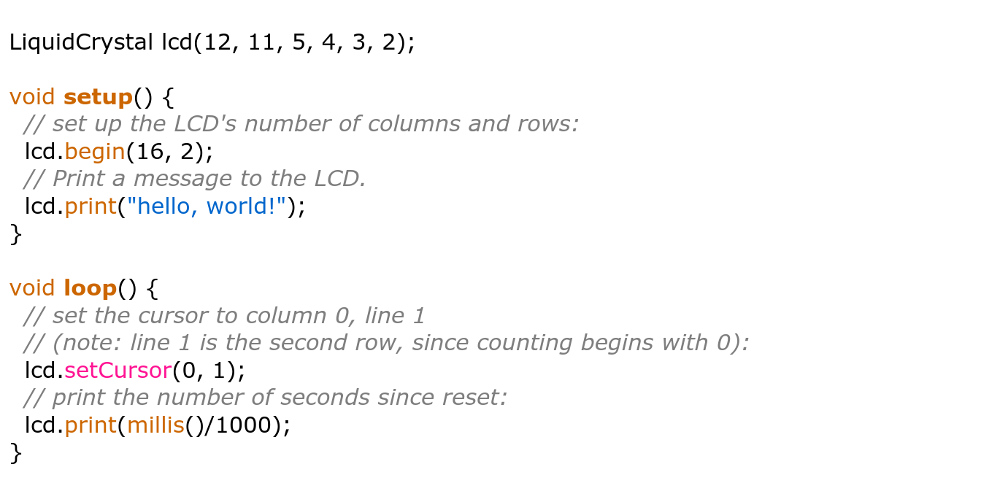 LiquidCrystal lcd(12, 11, 5, 4, 3, 2);

void setup() {
  // set up the LCD's number of columns and rows:
  lcd.begin(16, 2);
  // Print a message to the LCD.
  lcd.print("hello, world!");
}

void loop() {
  // set the cursor to column 0, line 1
  // (note: line 1 is the second row, since counting begins with 0):
  lcd.setCursor(0, 1);
  // print the number of seconds since reset:
  lcd.print(millis()/1000);
}